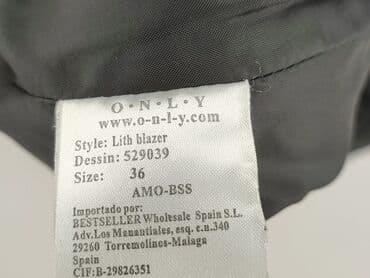 O•N•L•Y
www.o-n-l-y.com
Style: Lith blazer
Dessin: 529039
Size: 36
AMO-BSS
Importado por:
BESTSELLER Wholesale Spain S.L.
Adv.Los Manantiales, esq. c.n.340
29260 Torremolinos-Malaga
Spain
CIF:B-29826351